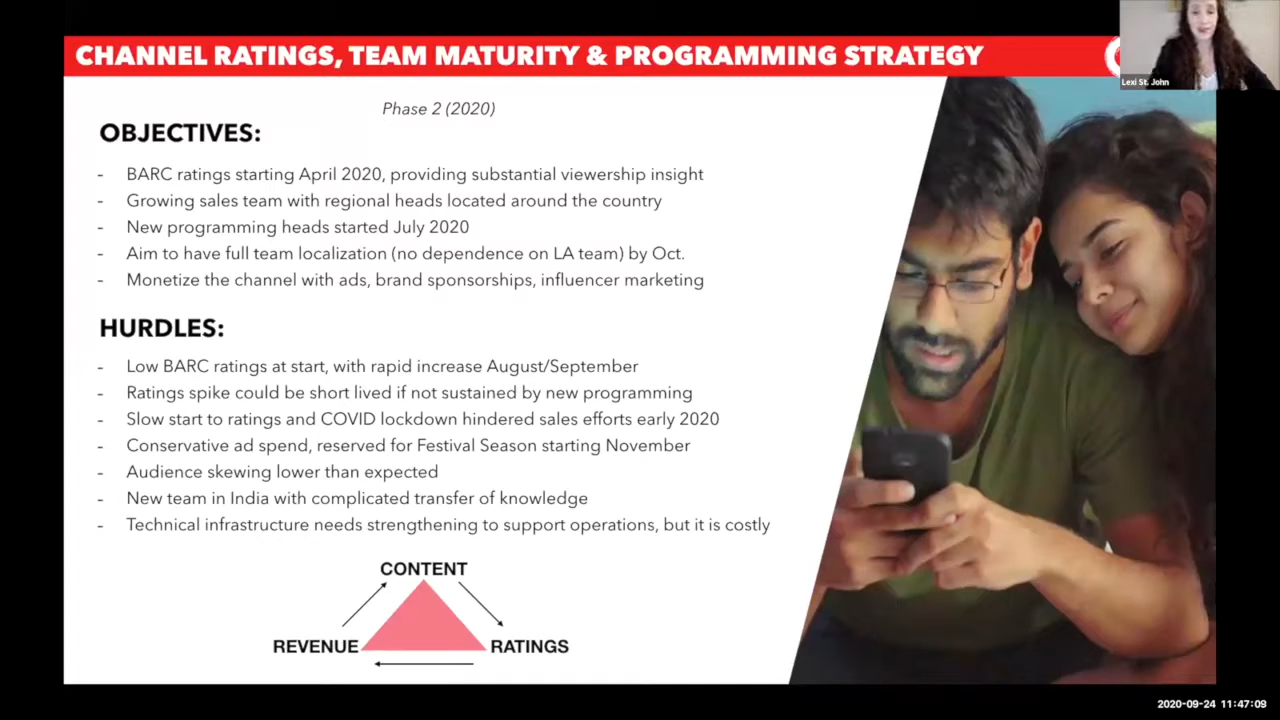 CHANNEL RATINGS, TEAM MATURITY & PROGRAMMING STRATEGY
Lexi St. John
Phase 2 (2020)
OBJECTIVES:
- BARC ratings starting April 2020, providing substantial viewership insight
- Growing sales team with regional heads located around the country
- New programming heads started July 2020
- Aim to have full team localization (no dependence on LA team) by Oct.
- Monetize the channel with ads, brand sponsorships, influencer marketing
HURDLES:
- Low BARC ratings at start, with rapid increase August/September
- Ratings spike could be short lived if not sustained by new programming
- Slow start to ratings and COVID lockdown hindered sales efforts early 2020
- Conservative ad spend, reserved for Festival Season starting November
- Audience skewing lower than expected
- New team in India with complicated transfer of knowledge
- Technical infrastructure needs strengthening to support operations, but it is costly
CONTENT
REVENUE
RATINGS
2020-09-24 11:47:09